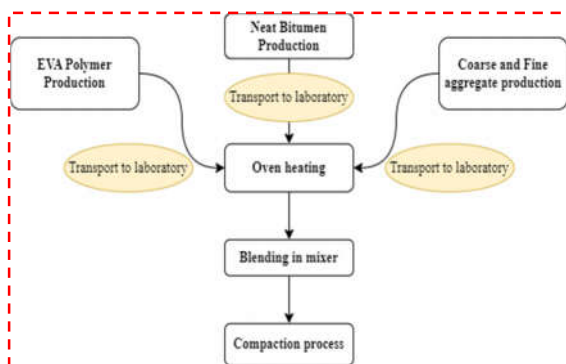 Neat Bitumen
Production
EVA Polymer
Production
Coarse and Fine
aggregate production
Transport to laboratory
Transport to laboratory
Oven heating
Transport to laboratory
Blending in mixer
Compaction process